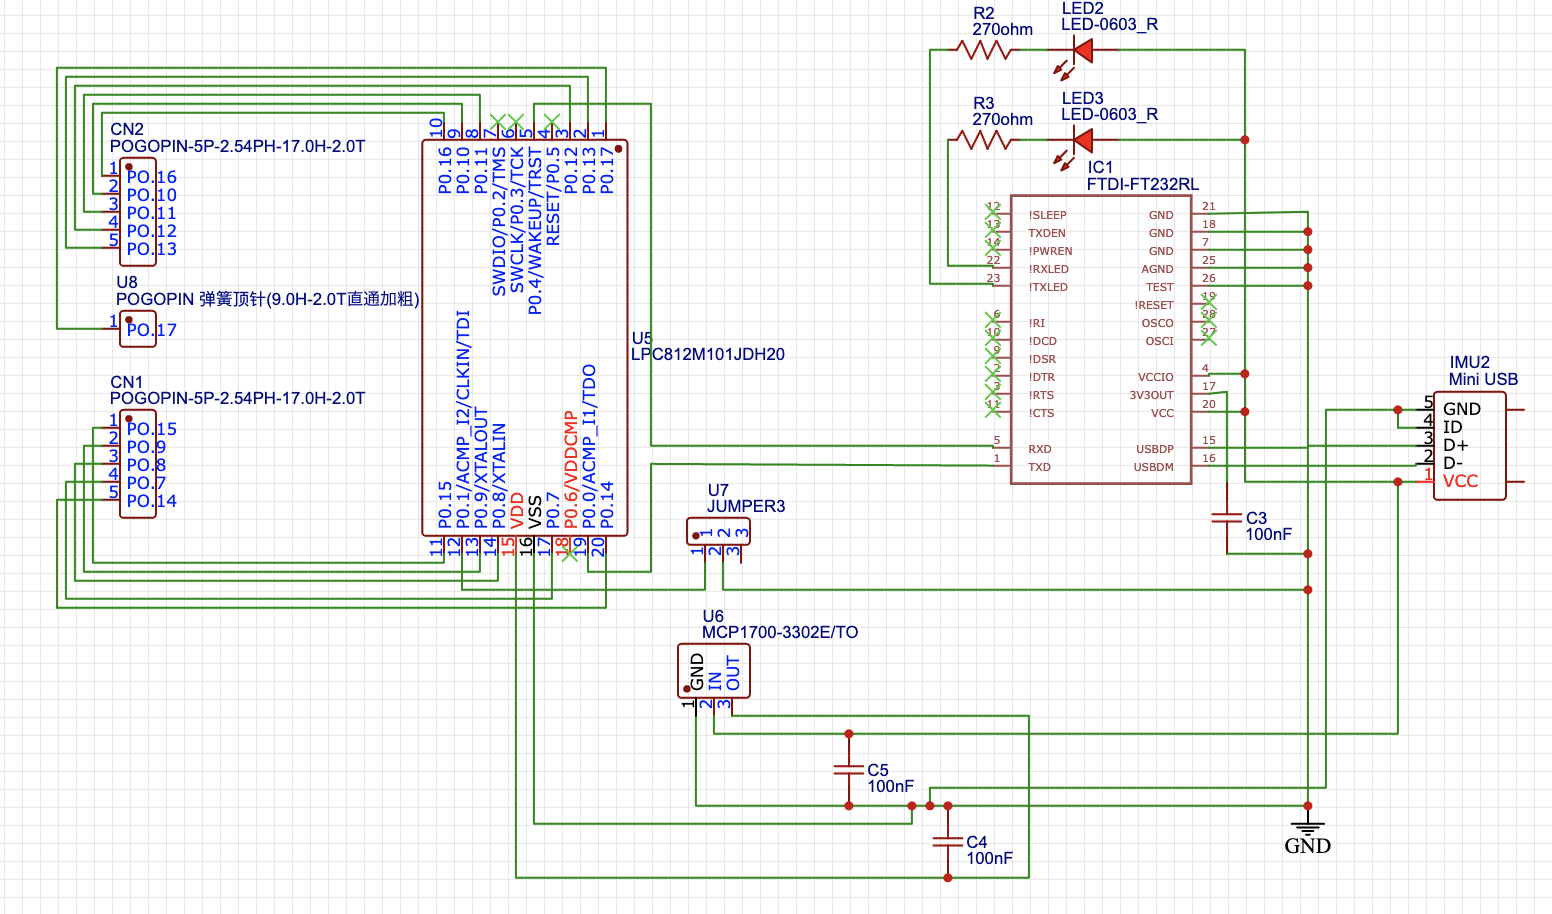 R2
270ohm
LED2
LED-0603_R
R3
270ohm
LED3
LED-0603_R
CN2
POGOPIN-5P-2.54PH-17.0H-2.0T
1 PO.16
2 PO.10
3 PO.11
4 PO.12
5 PO.13
U8
POGOPIN 弹簧顶针(9.0H-2.0T直通加粗)
1 PO.17
CN1
POGOPIN-5P-2.54PH-17.0H-2.0T
1 PO.15
2 PO.9
3 PO.8
4 PO.7
5 PO.14
U5
LPC812M101JDH20
10 P0.16
9 P0.10
8 P0.11
7 SWDIO/P0.2/TMS
6 SWCLK/P0.3/TCK
5 P0.4/WAKEUP/TRST
4 RESET/P0.5
3 P0.12
2 P0.13
1 P0.17
11 P0.15
12 P0.1/ACMP_I2/CLKIN/TDI
13 P0.9/XTALOUT
14 P0.8/XTALIN
15 VDD
16 VSS
17 P0.7
18 P0.6/VDDCMP
19 P0.0/ACMP_I1/TDO
20 P0.14
IC1
FTDI-FT232RL
12 !SLEEP
13 TXDEN
14 !PWREN
22 !RXLED
23 !TXLED
6 !RI
10 !DCD
9 !DSR
2 !DTR
3 !RTS
11 !CTS
5 RXD
1 TXD
GND 21
GND 18
GND 7
AGND 25
TEST 26
!RESET 19
OSCO 28
OSCI 27
VCCIO 4
3V3OUT 17
VCC 20
USBDP 15
USBDM 16
IMU2
Mini USB
5 GND
4 ID
3 D+
2 D-
1 VCC
C3
100nF
U7
JUMPER3
1 2 3
1 2 3
U6
MCP1700-3302E/TO
GND IN OUT
1 2 3
C5
100nF
C4
100nF
GND